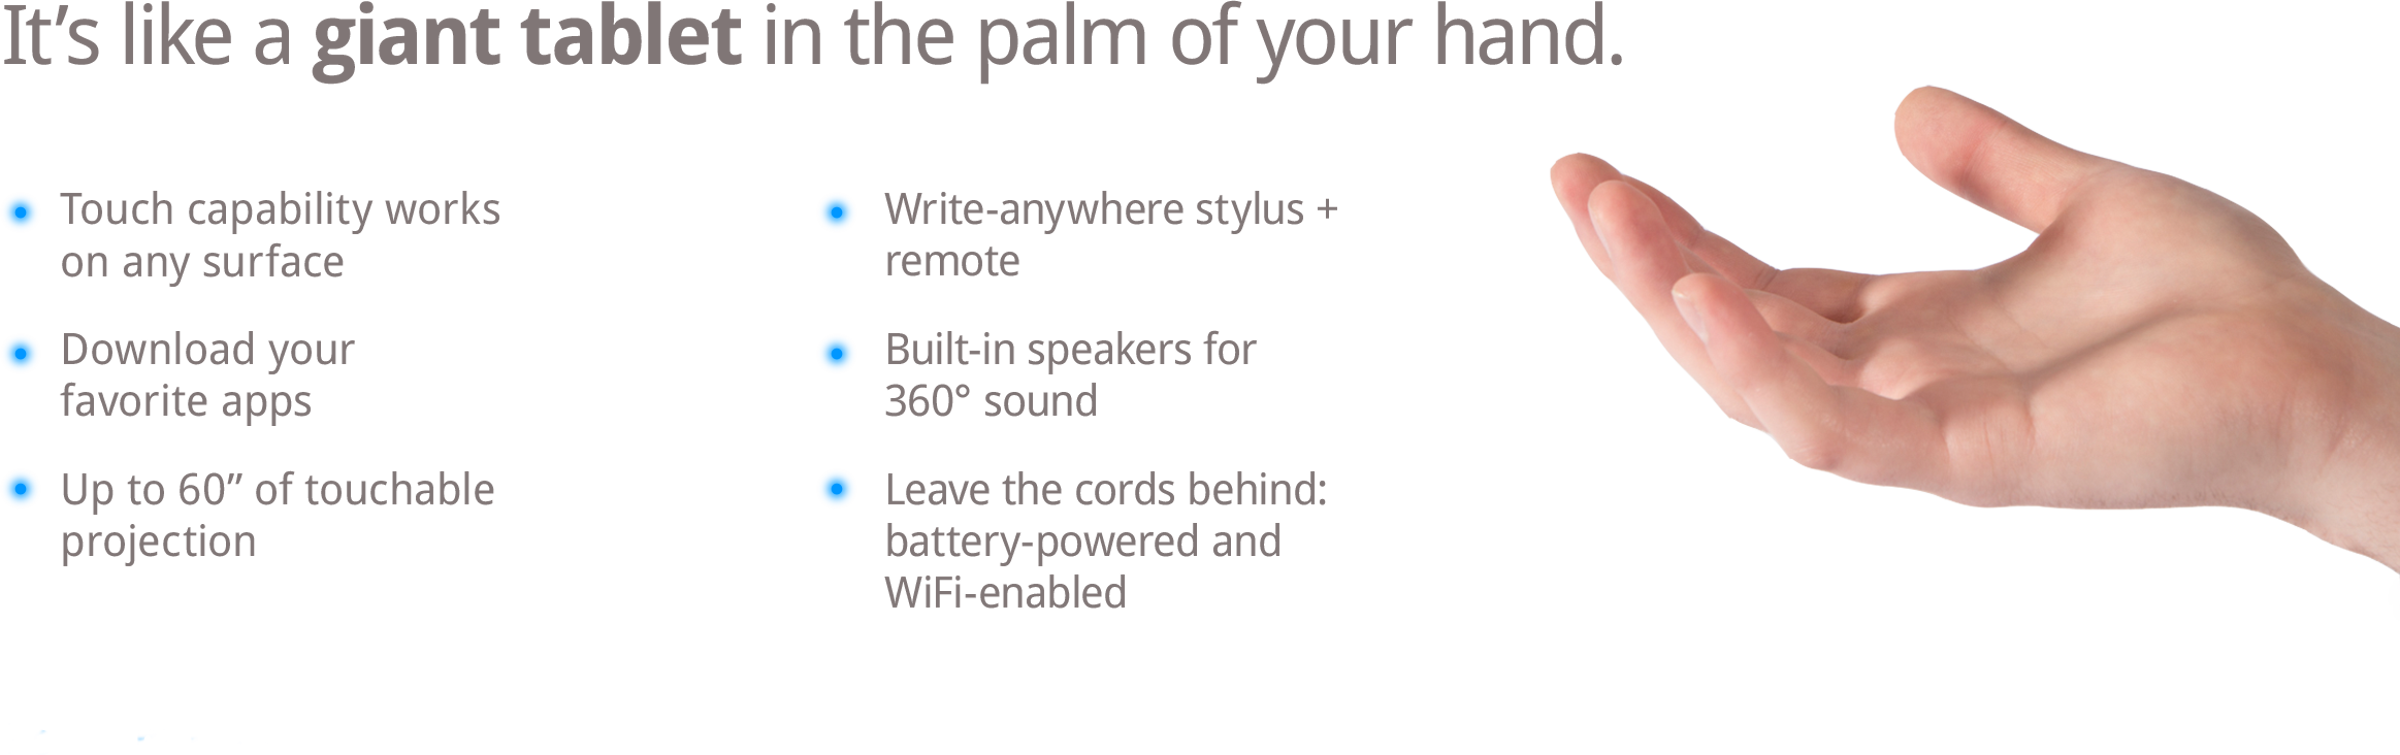 It’s like a giant tablet in the palm of your hand.
Touch capability works
on any surface
Download your
favorite apps
Up to 60” of touchable
projection
Write-anywhere stylus +
remote
Built-in speakers for
360° sound
Leave the cords behind:
battery-powered and
WiFi-enabled